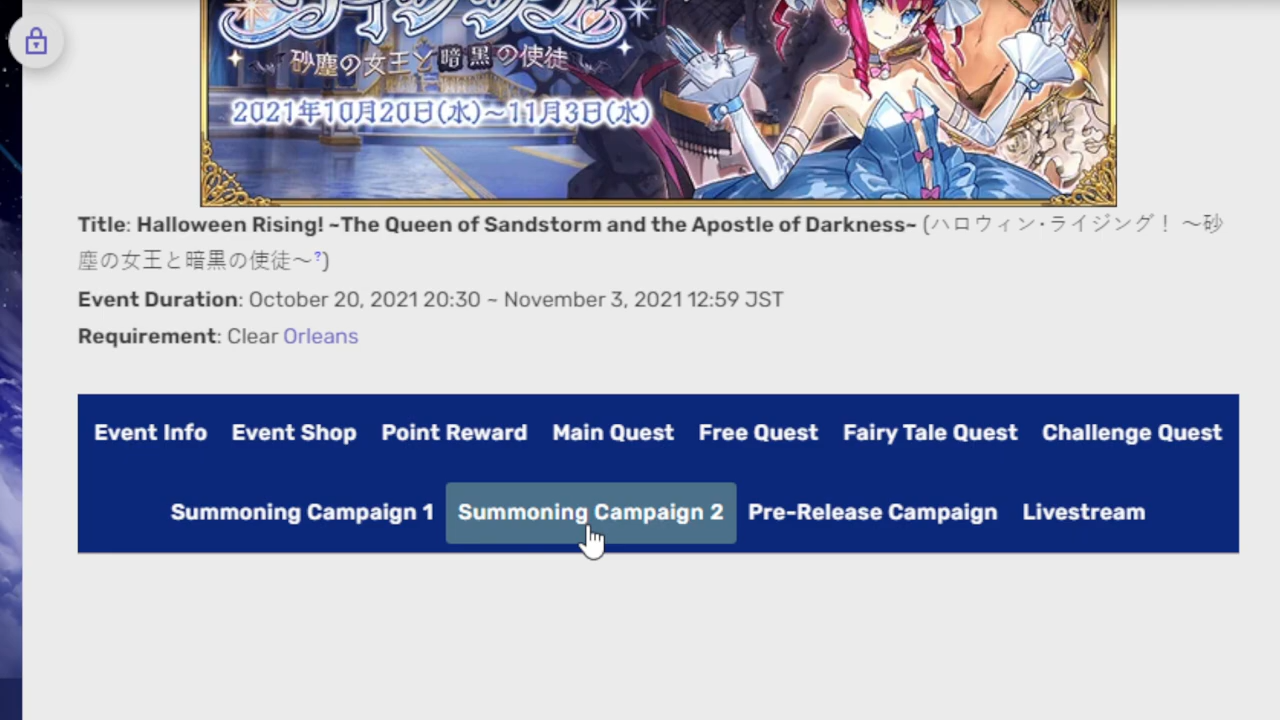 砂塵の女王と暗黒の使徒
2021年10月20日(水)～11月3日(水)
Title: Halloween Rising! ~The Queen of Sandstorm and the Apostle of Darkness~ (ハロウィン･ライジング！ ～砂
塵の女王と暗黒の使徒～?)
Event Duration: October 20, 2021 20:30 ~ November 3, 2021 12:59 JST
Requirement: Clear Orleans
Event Info Event Shop Point Reward Main Quest Free Quest Fairy Tale Quest Challenge Quest
Summoning Campaign 1 Summoning Campaign 2 Pre-Release Campaign Livestream